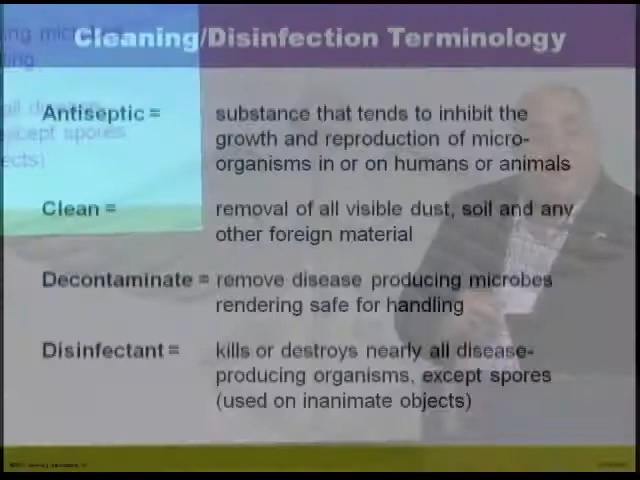 Cleaning/Disinfection Terminology
Antiseptic = substance that tends to inhibit the
growth and reproduction of micro-
organisms in or on humans or animals
Clean = removal of all visible dust, soil and any
other foreign material
Decontaminate = remove disease producing microbes
rendering safe for handling
Disinfectant = kills or destroys nearly all disease-
producing organisms, except spores
(used on inanimate objects)
except spores